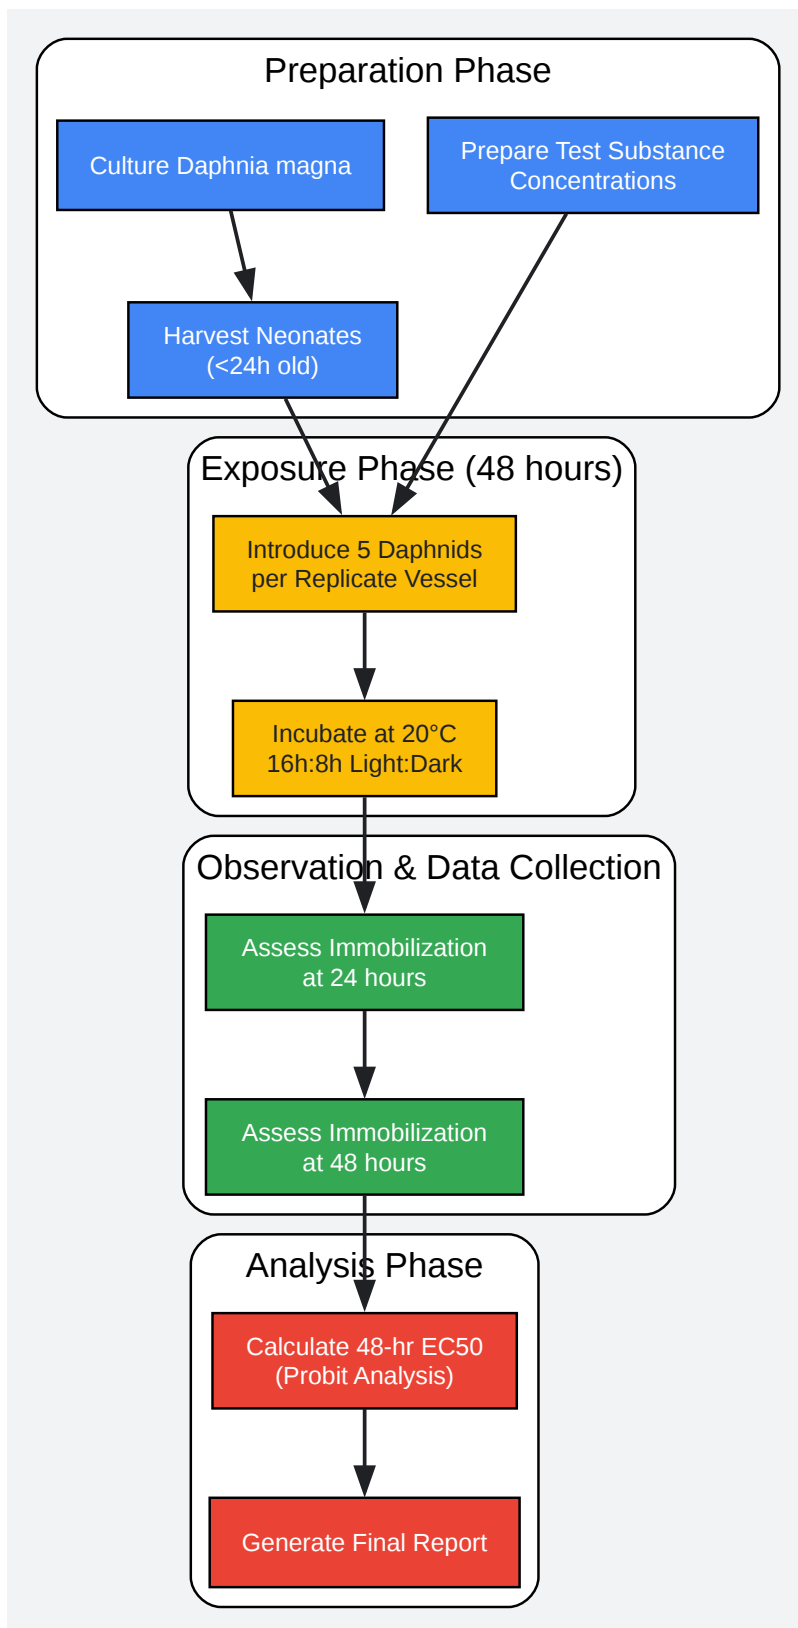 Preparation Phase
Culture Daphnia magna
Prepare Test Substance
Concentrations
Harvest Neonates
(<24h old)
Exposure Phase (48 hours)
Introduce 5 Daphnids
per Replicate Vessel
Incubate at 20°C
16h:8h Light:Dark
Observation & Data Collection
Assess Immobilization
at 24 hours
Assess Immobilization
at 48 hours
Analysis Phase
Calculate 48-hr EC50
(Probit Analysis)
Generate Final Report